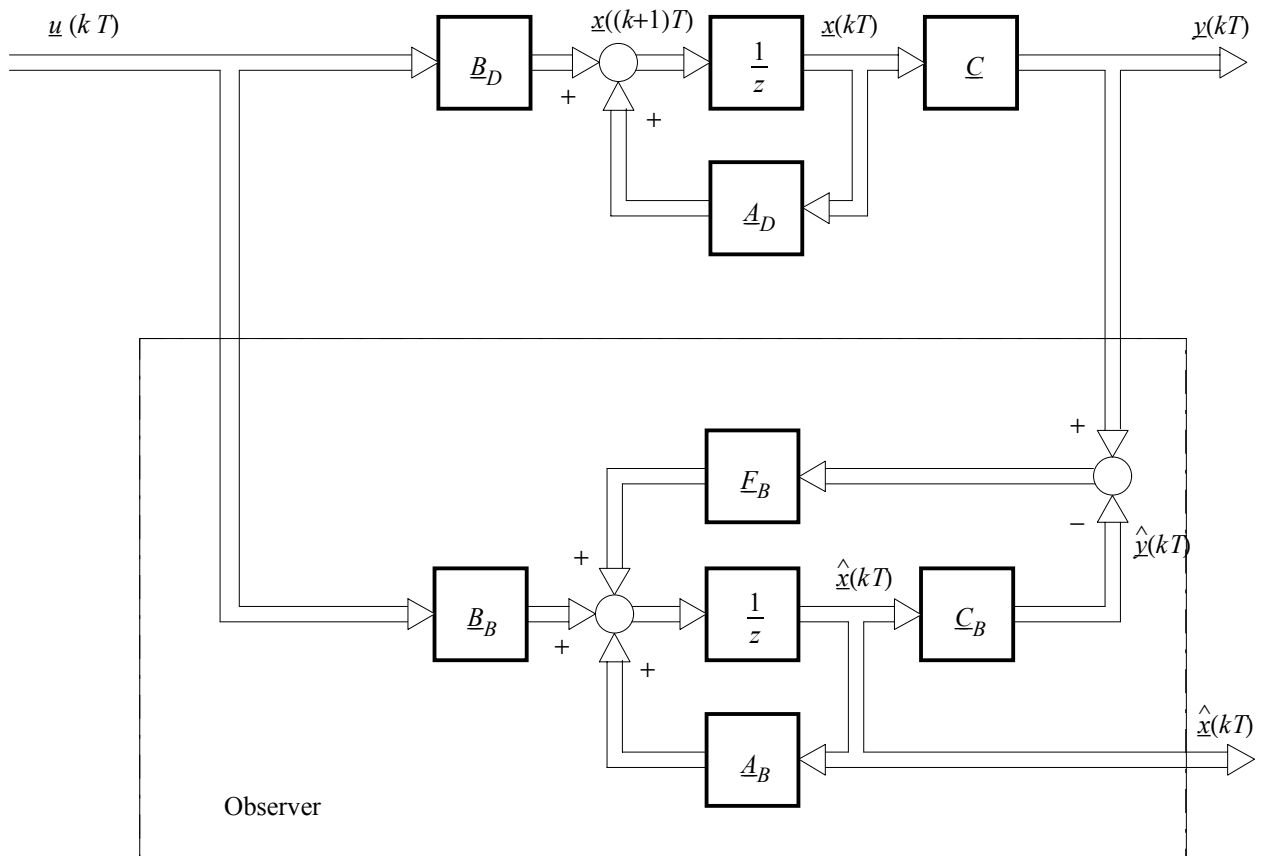 u (k T)
x((k+1)T)
x(kT)
y(kT)
B_D
1
z
C
+
+
A_D
+
F_B
−
ŷ(kT)
+
x̂(kT)
B_B
1
z
C_B
+
+
x̂(kT)
A_B
Observer